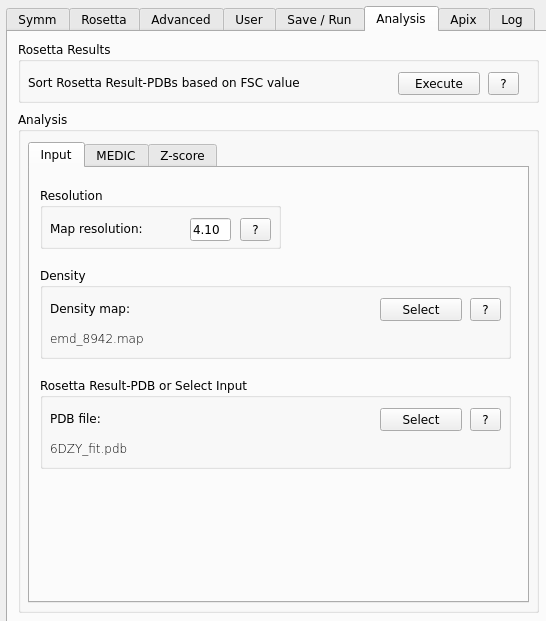 Symm Rosetta Advanced User Save / Run Analysis Apix Log
Rosetta Results
Sort Rosetta Result-PDBs based on FSC value Execute ?
Analysis
Input MEDIC Z-score
Resolution
Map resolution: 4.10 ?
Density
Density map: Select ?
emd_8942.map
Rosetta Result-PDB or Select Input
PDB file: Select ?
6DZY_fit.pdb